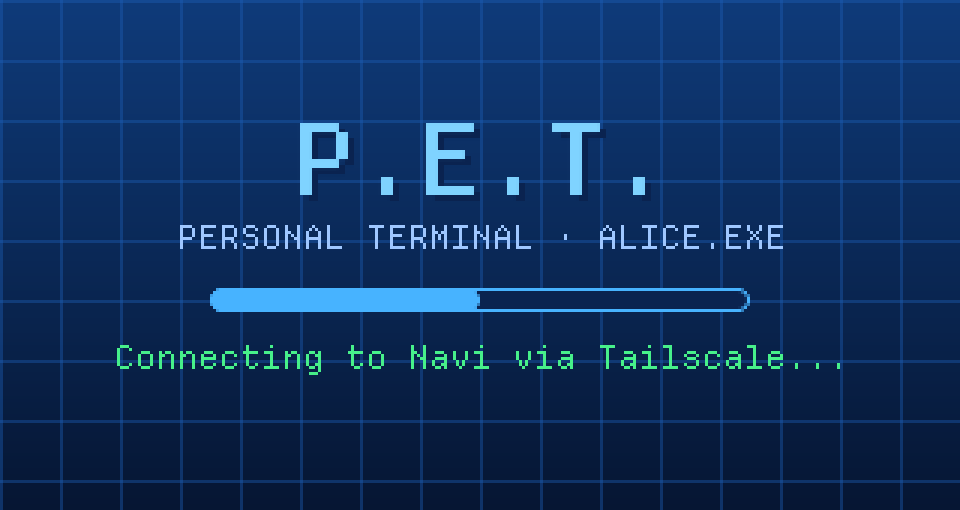 P.E.T.
PERSONAL TERMINAL · ALICE.EXE
Connecting to Navi via Tailscale...